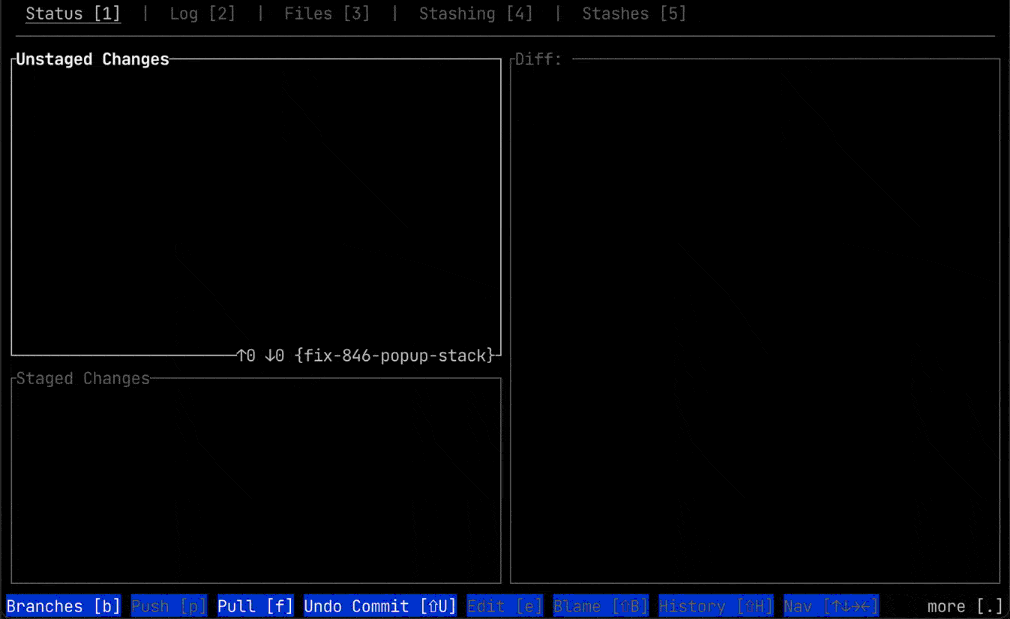 Status [1] | Log [2] | Files [3] | Stashing [4] | Stashes [5]
Unstaged Changes
Diff:
↑0 ↓0 {fix-846-popup-stack}
Staged Changes
Branches [b] Push [p] Pull [f] Undo Commit [⇧U] Edit [e] Blame [⇧B] History [⇧H] Nav [↑↓→←] more [.]